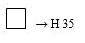 □ → H 35